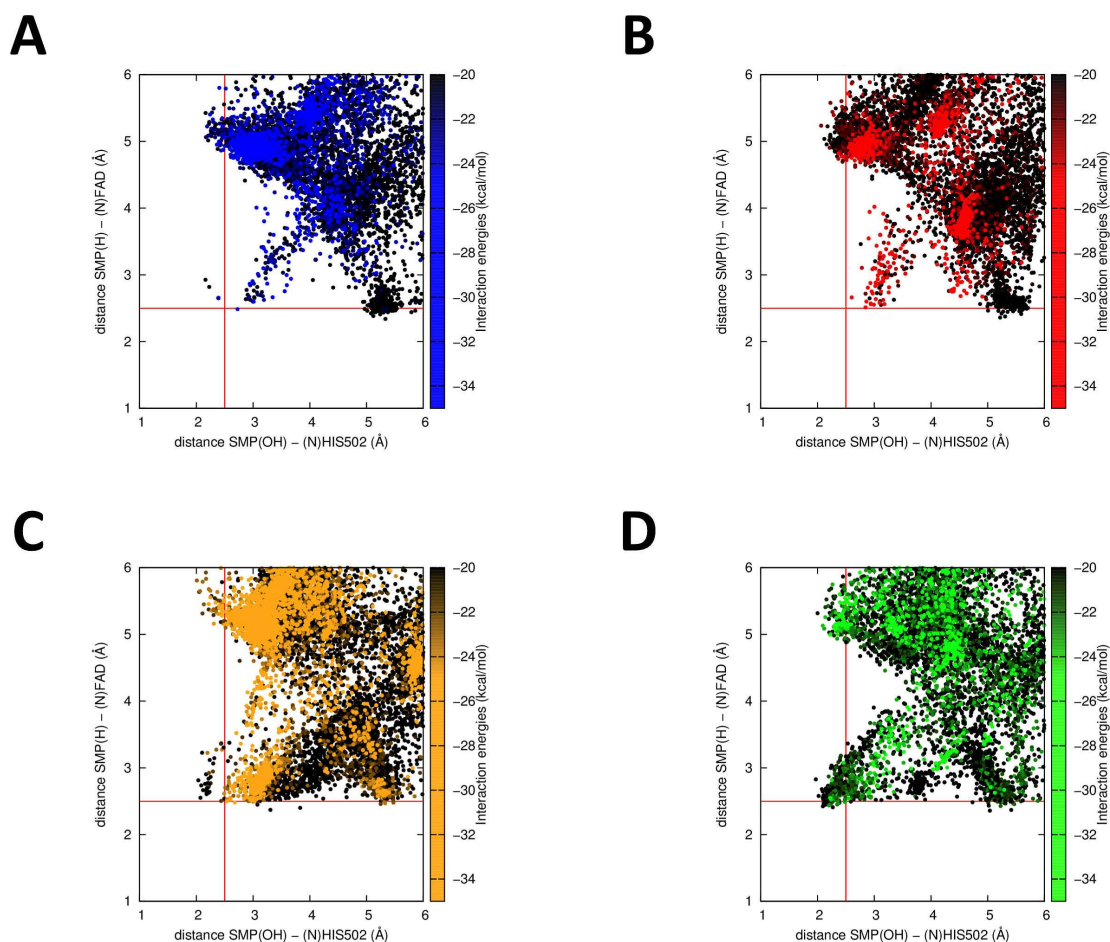 A
B
6
5
4
3
2
1
1 2 3 4 5 6
distance SMP(H) – (N)FAD (Å)
distance SMP(OH) – (N)HIS502 (Å)
−20
−22
−24
−26
−28
−30
−32
−34
Interaction energies (kcal/mol)
6
5
4
3
2
1
1 2 3 4 5 6
distance SMP(H) – (N)FAD (Å)
distance SMP(OH) – (N)HIS502 (Å)
−20
−22
−24
−26
−28
−30
−32
−34
Interaction energies (kcal/mol)
C
D
6
5
4
3
2
1
1 2 3 4 5 6
distance SMP(H) – (N)FAD (Å)
distance SMP(OH) – (N)HIS502 (Å)
−20
−22
−24
−26
−28
−30
−32
−34
Interaction energies (kcal/mol)
6
5
4
3
2
1
1 2 3 4 5 6
distance SMP(H) – (N)FAD (Å)
distance SMP(OH) – (N)HIS502 (Å)
−20
−22
−24
−26
−28
−30
−32
−34
Interaction energies (kcal/mol)